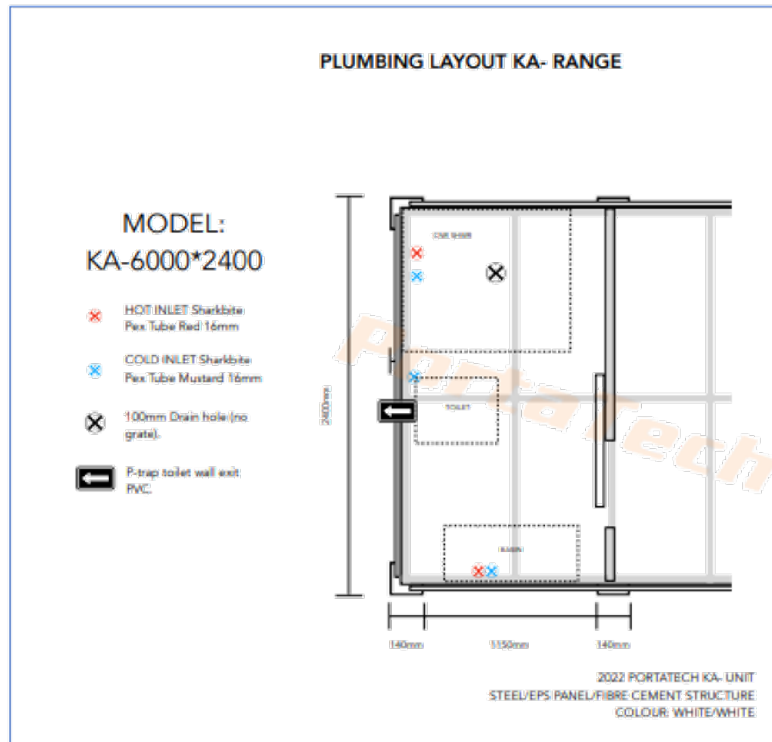 PLUMBING LAYOUT KA- RANGE
MODEL:
KA-6000*2400
HOT INLET Sharkbite
Pex Tube Red 16mm
COLD INLET Sharkbite
Pex Tube Mustard 16mm
100mm Drain hole (no
grate).
P-trap toilet wall exit
PVC.
2400mm
TOILET
BASIN
PortaTech
140mm
1150mm
140mm
2022 PORTATECH KA- UNIT
STEEL/EPS PANEL/FIBRE CEMENT STRUCTURE
COLOUR: WHITE/WHITE